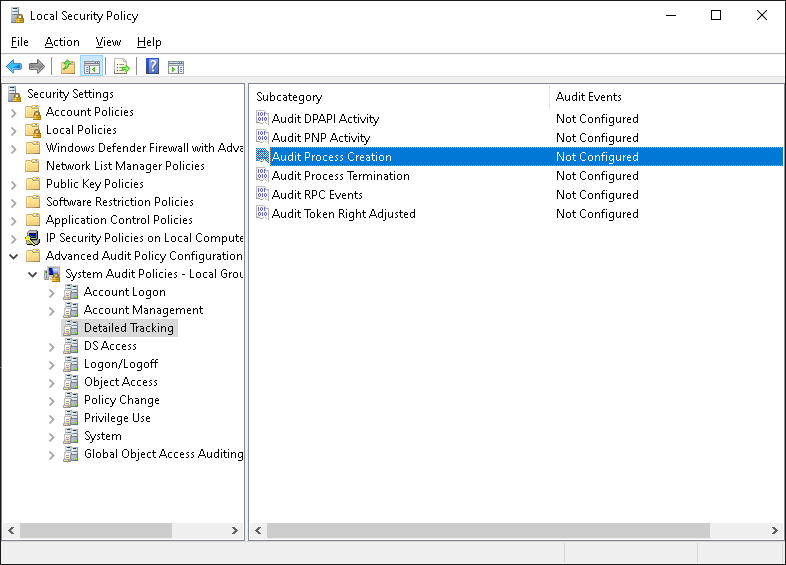 Local Security Policy
File Action View Help
Security Settings
Account Policies
Local Policies
Windows Defender Firewall with Adva
Network List Manager Policies
Public Key Policies
Software Restriction Policies
Application Control Policies
IP Security Policies on Local Compute
Advanced Audit Policy Configuration
System Audit Policies - Local Grou
Account Logon
Account Management
Detailed Tracking
DS Access
Logon/Logoff
Object Access
Policy Change
Privilege Use
System
Global Object Access Auditing
Subcategory Audit Events
Audit DPAPI Activity Not Configured
Audit PNP Activity Not Configured
Audit Process Creation Not Configured
Audit Process Termination Not Configured
Audit RPC Events Not Configured
Audit Token Right Adjusted Not Configured